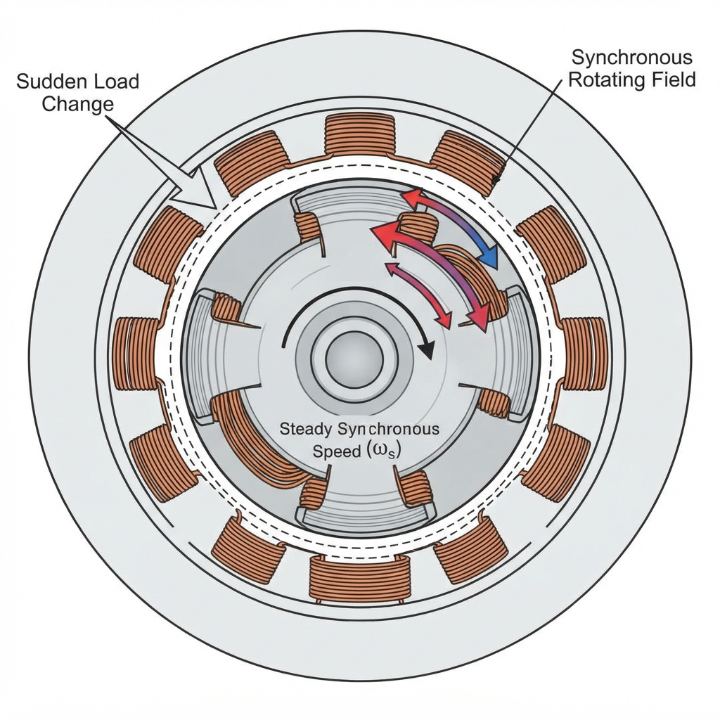 Sudden Load
Change
Synchronous
Rotating Field
Steady Synchronous
Speed (ωs)